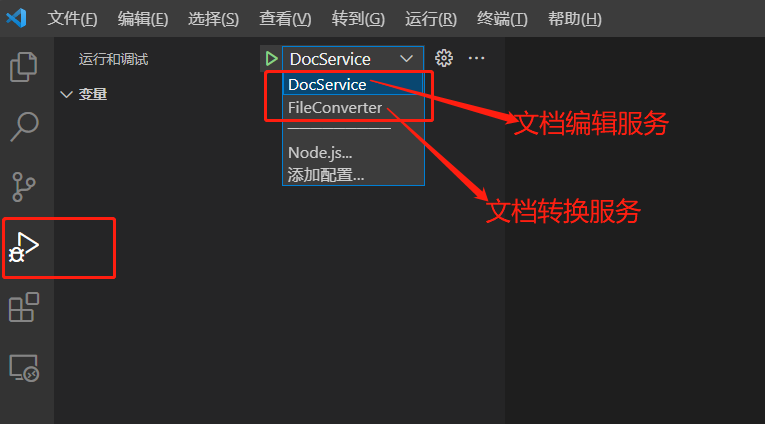 文件(F) 编辑(E) 选择(S) 查看(V) 转到(G) 运行(R) 终端(T) 帮助(H)
运行和调试 DocService ...
DocService
变量
FileConverter
文档编辑服务
Node.js...
添加配置...
文档转换服务